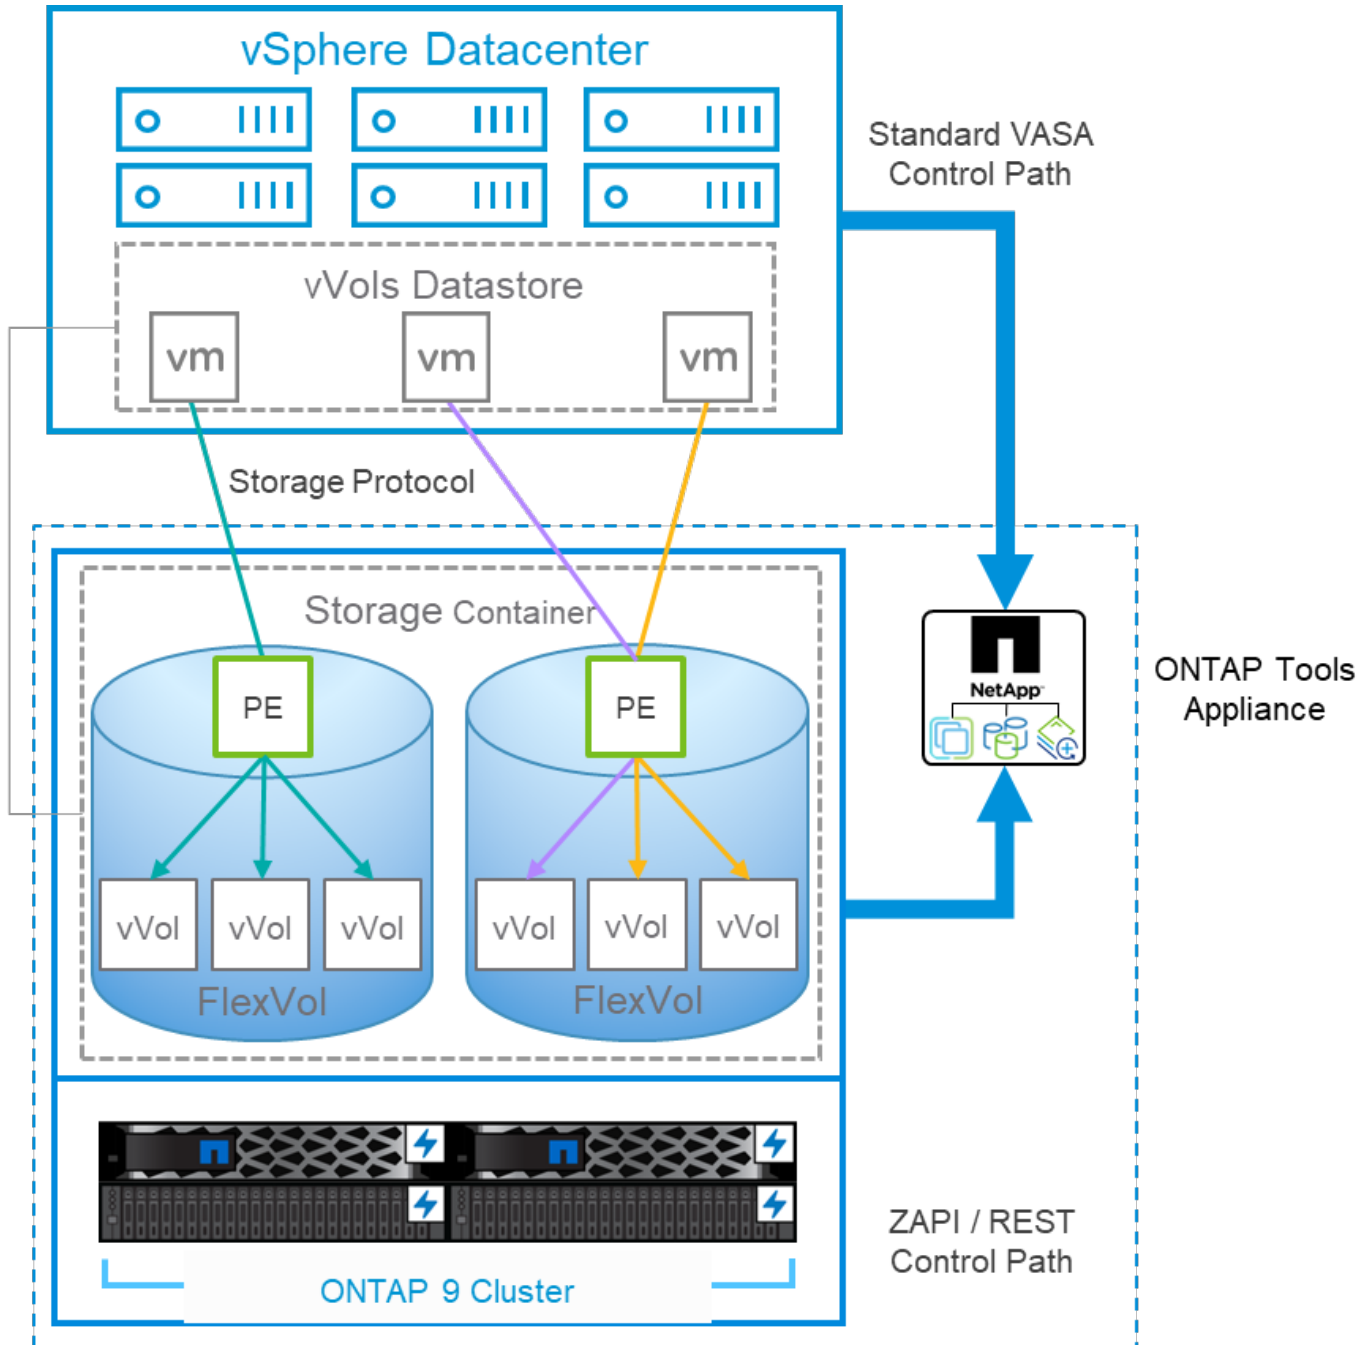 vSphere Datacenter
Standard VASA
Control Path
vVols Datastore
vm
vm
vm
Storage Protocol
Storage Container
PE
PE
NetApp
ONTAP Tools
Appliance
vVol
vVol
vVol
vVol
vVol
vVol
FlexVol
FlexVol
ZAPI / REST
Control Path
ONTAP 9 Cluster